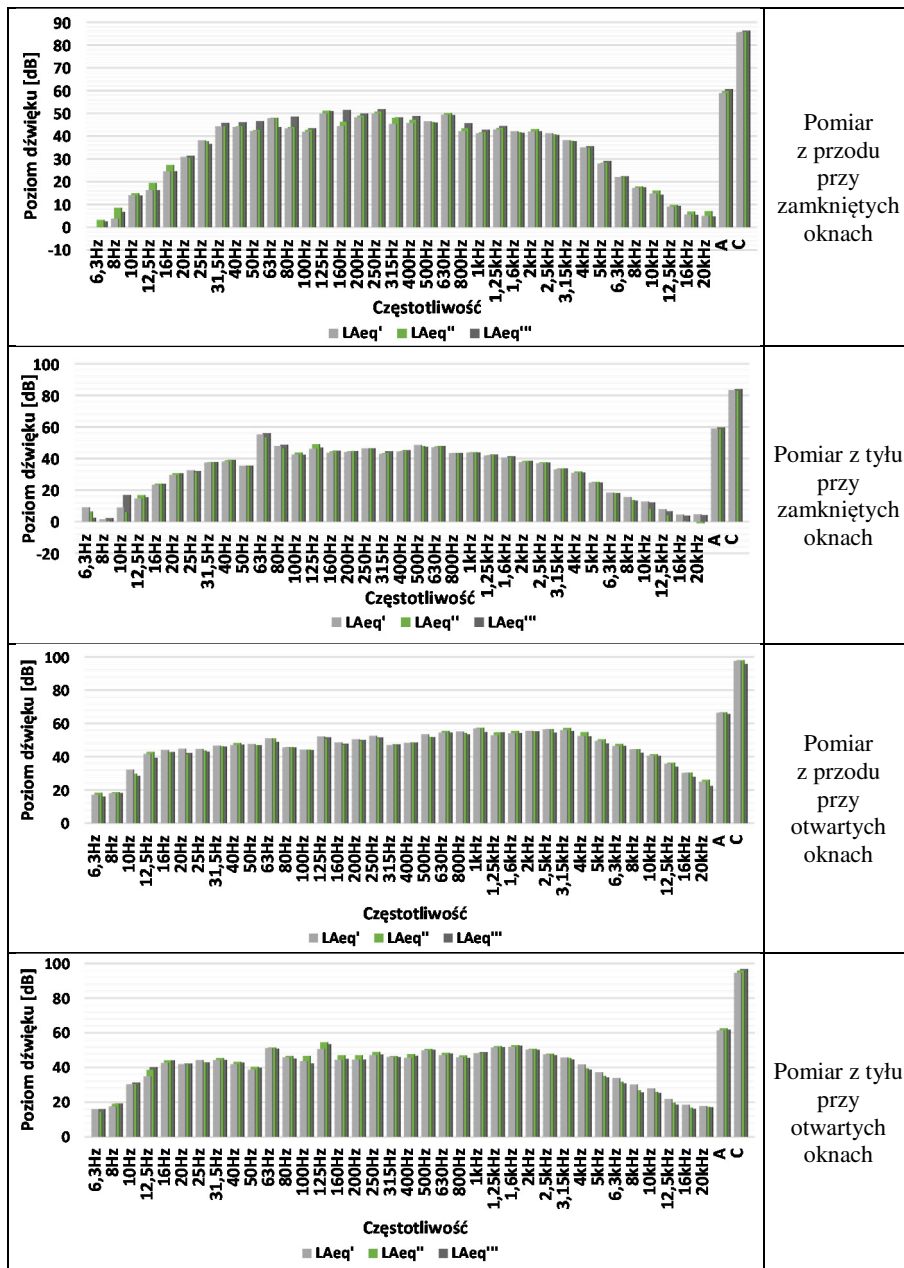 Poziom dźwięku [dB]
90
80
70
60
50
40
30
20
10
0
-10
6,3Hz 8Hz 10Hz 12,5Hz 16Hz 20Hz 25Hz 31,5Hz 40Hz 50Hz 63Hz 80Hz 100Hz 125Hz 160Hz 200Hz 250Hz 315Hz 400Hz 500Hz 630Hz 800Hz 1kHz 1,25kHz 1,6kHz 2kHz 2,5kHz 3,15kHz 4kHz 5kHz 6,3kHz 8kHz 10kHz 12,5kHz 16kHz 20kHz A C
Częstotliwość
LAeq' LAeq'' LAeq'''
Pomiar
z przodu
przy
zamkniętych
oknach
Poziom dźwięku [dB]
100
80
60
40
20
0
-20
6,3Hz 8Hz 10Hz 12,5Hz 16Hz 20Hz 25Hz 31,5Hz 40Hz 50Hz 63Hz 80Hz 100Hz 125Hz 160Hz 200Hz 250Hz 315Hz 400Hz 500Hz 630Hz 800Hz 1kHz 1,25kHz 1,6kHz 2kHz 2,5kHz 3,15kHz 4kHz 5kHz 6,3kHz 8kHz 10kHz 12,5kHz 16kHz 20kHz A C
Częstotliwość
LAeq' LAeq'' LAeq'''
Pomiar z tyłu
przy
zamkniętych
oknach
Poziom dźwięku [dB]
100
80
60
40
20
0
6,3Hz 8Hz 10Hz 12,5Hz 16Hz 20Hz 25Hz 31,5Hz 40Hz 50Hz 63Hz 80Hz 100Hz 125Hz 160Hz 200Hz 250Hz 315Hz 400Hz 500Hz 630Hz 800Hz 1kHz 1,25kHz 1,6kHz 2kHz 2,5kHz 3,15kHz 4kHz 5kHz 6,3kHz 8kHz 10kHz 12,5kHz 16kHz 20kHz A C
Częstotliwość
LAeq' LAeq'' LAeq'''
Pomiar
z przodu
przy
otwartych
oknach
Poziom dźwięku [dB]
100
80
60
40
20
0
6,3Hz 8Hz 10Hz 12,5Hz 16Hz 20Hz 25Hz 31,5Hz 40Hz 50Hz 63Hz 80Hz 100Hz 125Hz 160Hz 200Hz 250Hz 315Hz 400Hz 500Hz 630Hz 800Hz 1kHz 1,25kHz 1,6kHz 2kHz 2,5kHz 3,15kHz 4kHz 5kHz 6,3kHz 8kHz 10kHz 12,5kHz 16kHz 20kHz A C
Częstotliwość
LAeq' LAeq'' LAeq'''
Pomiar z tyłu
przy
otwartych
oknach